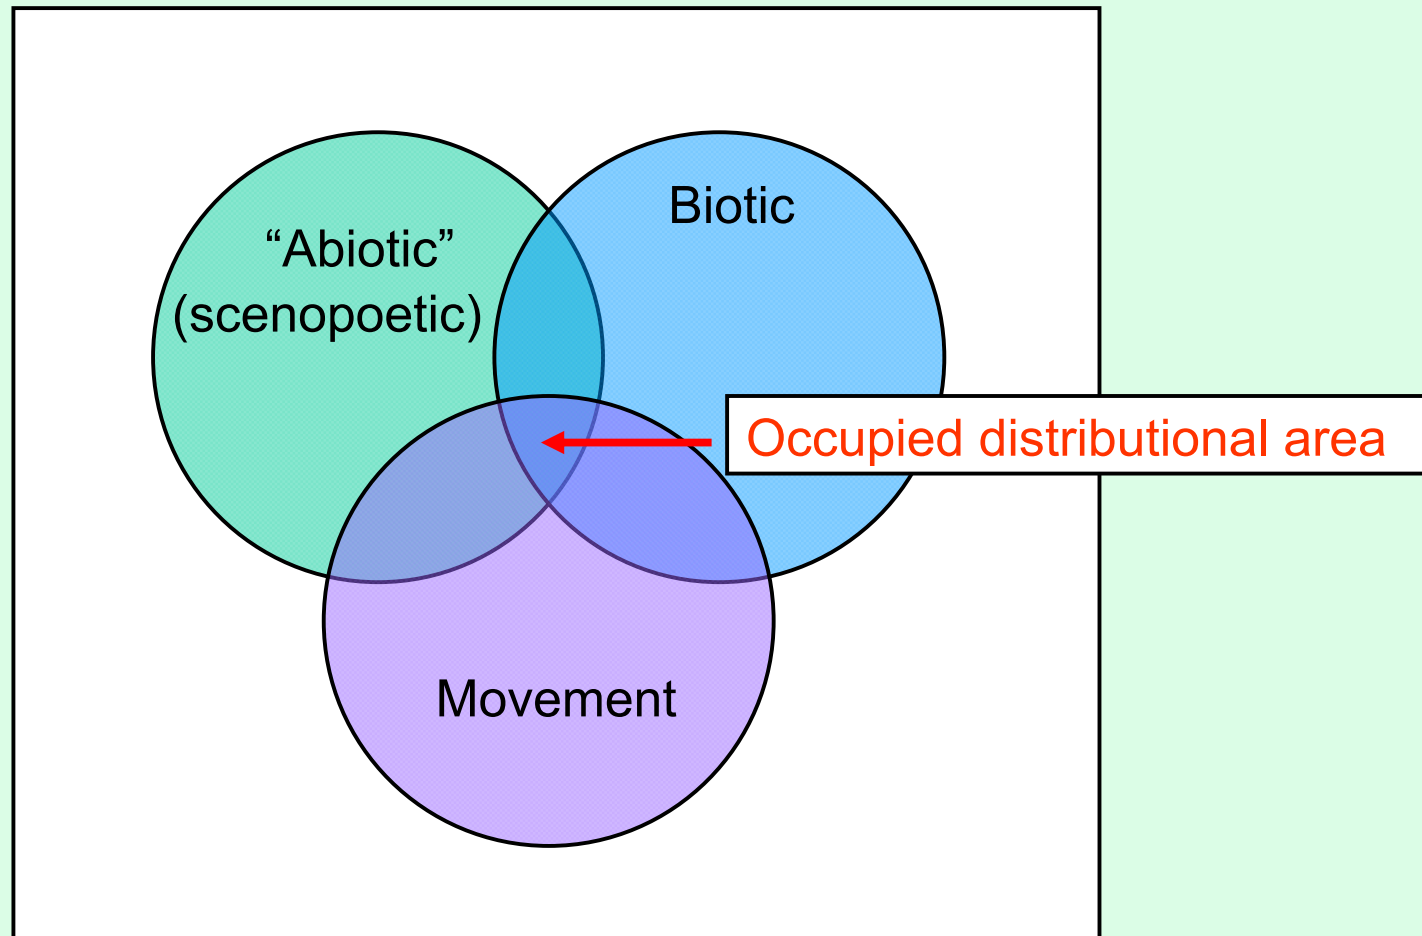 Biotic
“Abiotic”
(scenopoetic)
Occupied distributional area
Movement